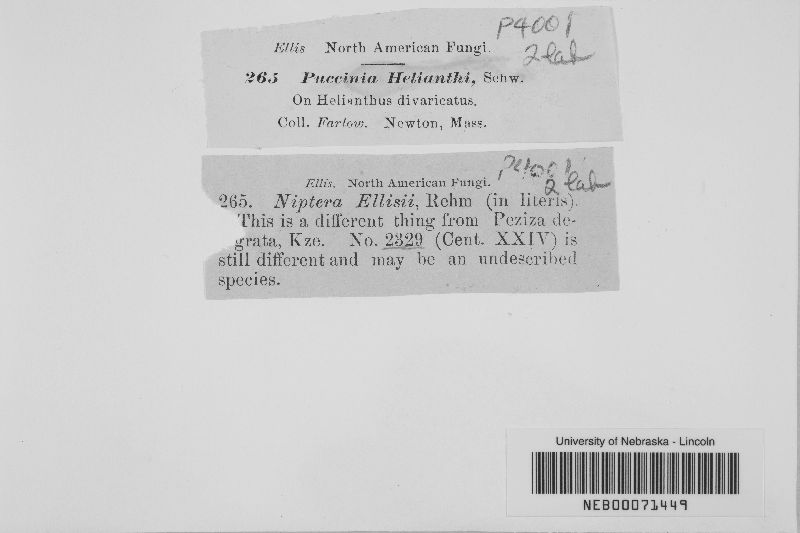 P4001
2 lab
Ellis North American Fungi.
265 Puccinia Helianthi, Schw.
On Helianthus divaricatus.
Coll. Farlow. Newton, Mass.
P4001
2 lab
Ellis, North American Fungi.
265. Niptera Ellisii, Rehm (in literis).
This is a different thing from Peziza de-
grata, Kze. No. 2329 (Cent. XXIV) is
still different and may be an undescribed
species.
University of Nebraska - Lincoln
NEB00071449